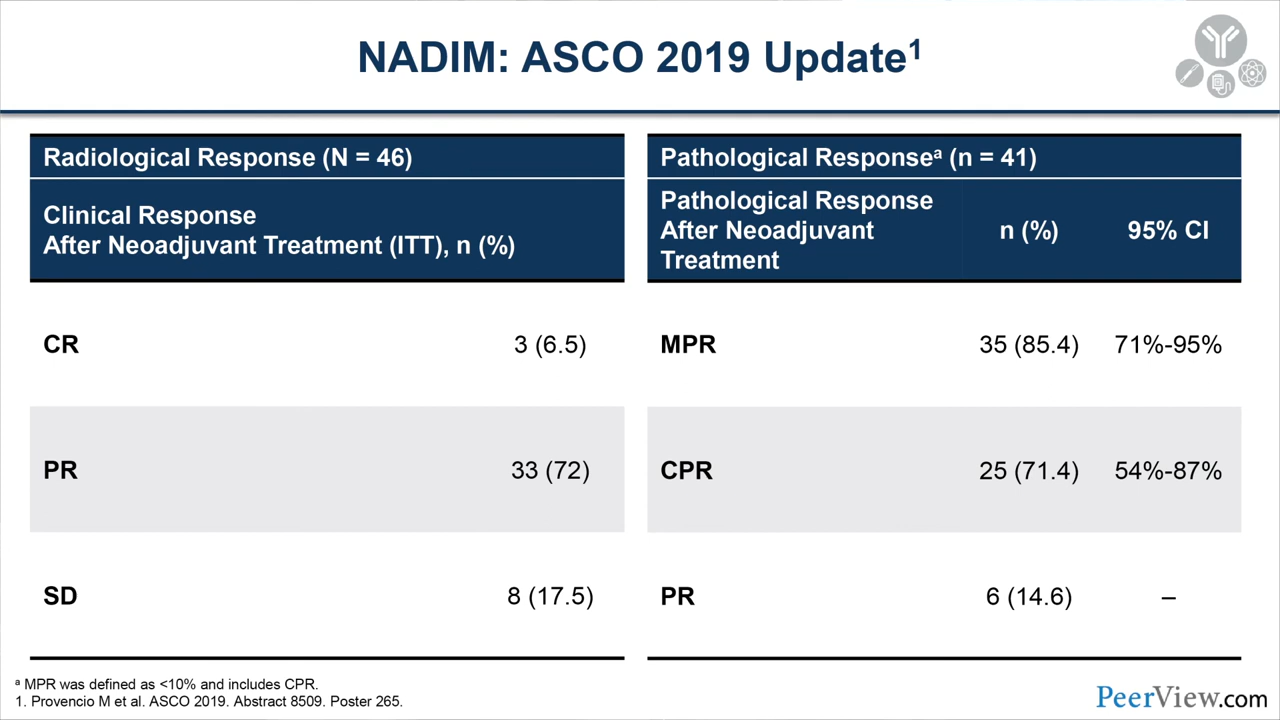 NADIM: ASCO 2019 Update¹
Radiological Response (N = 46)
Clinical Response
After Neoadjuvant Treatment (ITT), n (%)
CR 3 (6.5)
PR 33 (72)
SD 8 (17.5)
Pathological Responseᵃ (n = 41)
Pathological Response
After Neoadjuvant
Treatment
n (%) 95% CI
MPR 35 (85.4) 71%-95%
CPR 25 (71.4) 54%-87%
PR 6 (14.6) –
ᵃ MPR was defined as <10% and includes CPR.
1. Provencio M et al. ASCO 2019. Abstract 8509. Poster 265.
PeerView.com